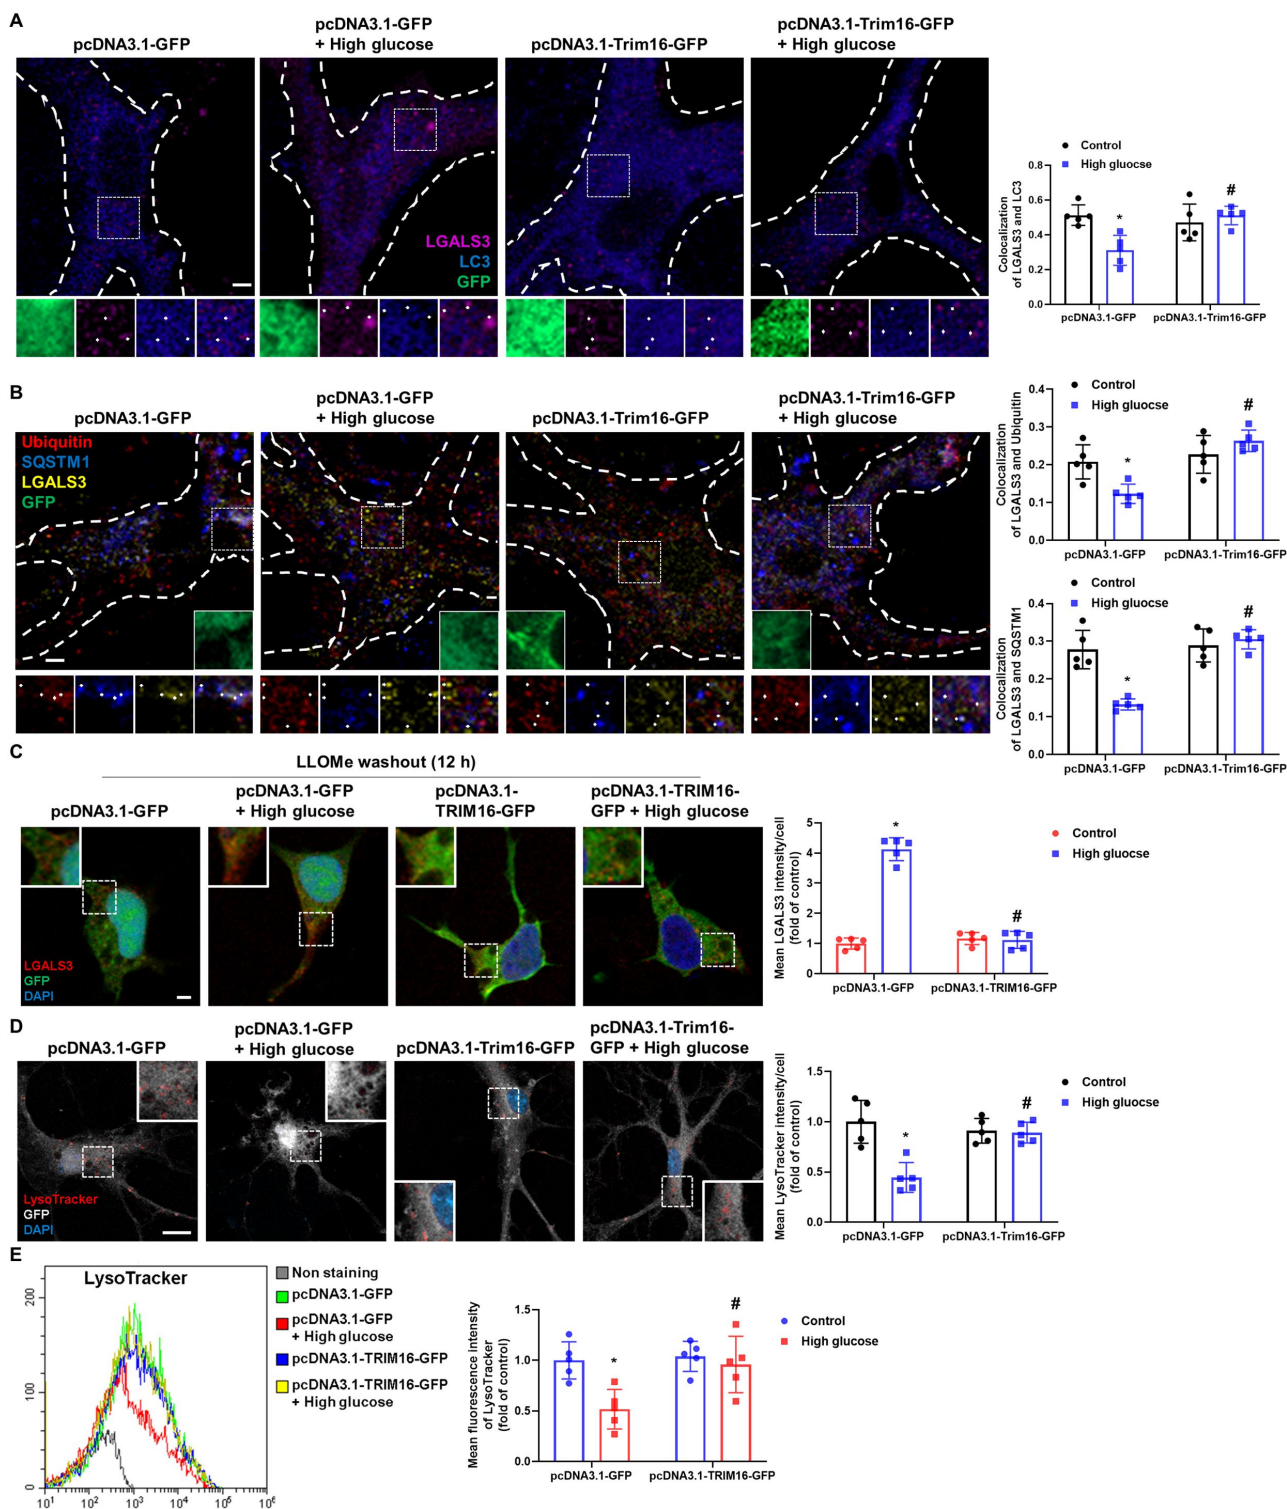 A
pcDNA3.1-GFP
pcDNA3.1-GFP
+ High glucose
pcDNA3.1-Trim16-GFP
pcDNA3.1-Trim16-GFP
+ High glucose
LGALS3
LC3
GFP
Control
High gluocse
Colocalization
of LGALS3 and LC3
0.8
0.6
0.4
0.2
0.0
*
#
pcDNA3.1-GFP
pcDNA3.1-Trim16-GFP
B
pcDNA3.1-GFP
pcDNA3.1-GFP
+ High glucose
pcDNA3.1-Trim16-GFP
pcDNA3.1-Trim16-GFP
+ High glucose
Ubiquitin
SQSTM1
LGALS3
GFP
Control
High gluocse
Colocalization
of LGALS3 and Ubiquitin
0.4
0.3
0.2
0.1
0.0
*
#
pcDNA3.1-GFP
pcDNA3.1-Trim16-GFP
Control
High gluocse
Colocalization
of LGALS3 and SQSTM1
0.4
0.3
0.2
0.1
0.0
*
#
pcDNA3.1-GFP
pcDNA3.1-Trim16-GFP
C
LLOMe washout (12 h)
pcDNA3.1-GFP
pcDNA3.1-GFP
+ High glucose
pcDNA3.1-
TRIM16-GFP
pcDNA3.1-TRIM16-
GFP + High glucose
LGALS3
GFP
DAPI
Mean LGALS3 intensity/cell
(fold of control)
5
4
3
2
1
0
*
#
pcDNA3.1-GFP
pcDNA3.1-TRIM16-GFP
Control
High gluocse
D
pcDNA3.1-GFP
pcDNA3.1-GFP
+ High glucose
pcDNA3.1-Trim16-GFP
pcDNA3.1-Trim16-
GFP + High glucose
LysoTracker
GFP
DAPI
Mean LysoTracker intensity/cell
(fold of control)
1.5
1.0
0.5
0.0
*
#
pcDNA3.1-GFP
pcDNA3.1-Trim16-GFP
Control
High gluocse
E
LysoTracker
200
100
0
10¹
10²
10³
10⁴
10⁵
10⁶
Non staining
pcDNA3.1-GFP
pcDNA3.1-GFP
+ High glucose
pcDNA3.1-TRIM16-GFP
pcDNA3.1-TRIM16-GFP
+ High glucose
Mean fluorescence intensity
of LysoTracker
(fold of control)
1.5
1.0
0.5
0.0
*
#
pcDNA3.1-GFP
pcDNA3.1-TRIM16-GFP
Control
High glucose